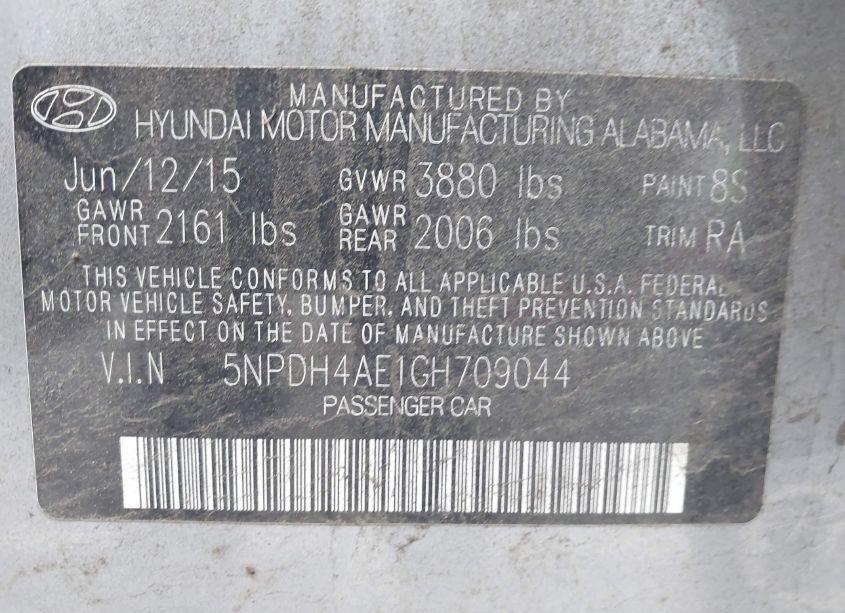 MANUFACTURED BY
HYUNDAI MOTOR MANUFACTURING ALABAMA, LLC
Jun/12/15 GVWR 3880 lbs PAINT 8S
GAWR FRONT 2161 lbs GAWR REAR 2006 lbs TRIM RA
THIS VEHICLE CONFORMS TO ALL APPLICABLE U.S.A. FEDERAL
MOTOR VEHICLE SAFETY, BUMPER, AND THEFT PREVENTION STANDARDS
IN EFFECT ON THE DATE OF MANUFACTURE SHOWN ABOVE.
V.I.N 5NPDH4AE1GH709044
PASSENGER CAR